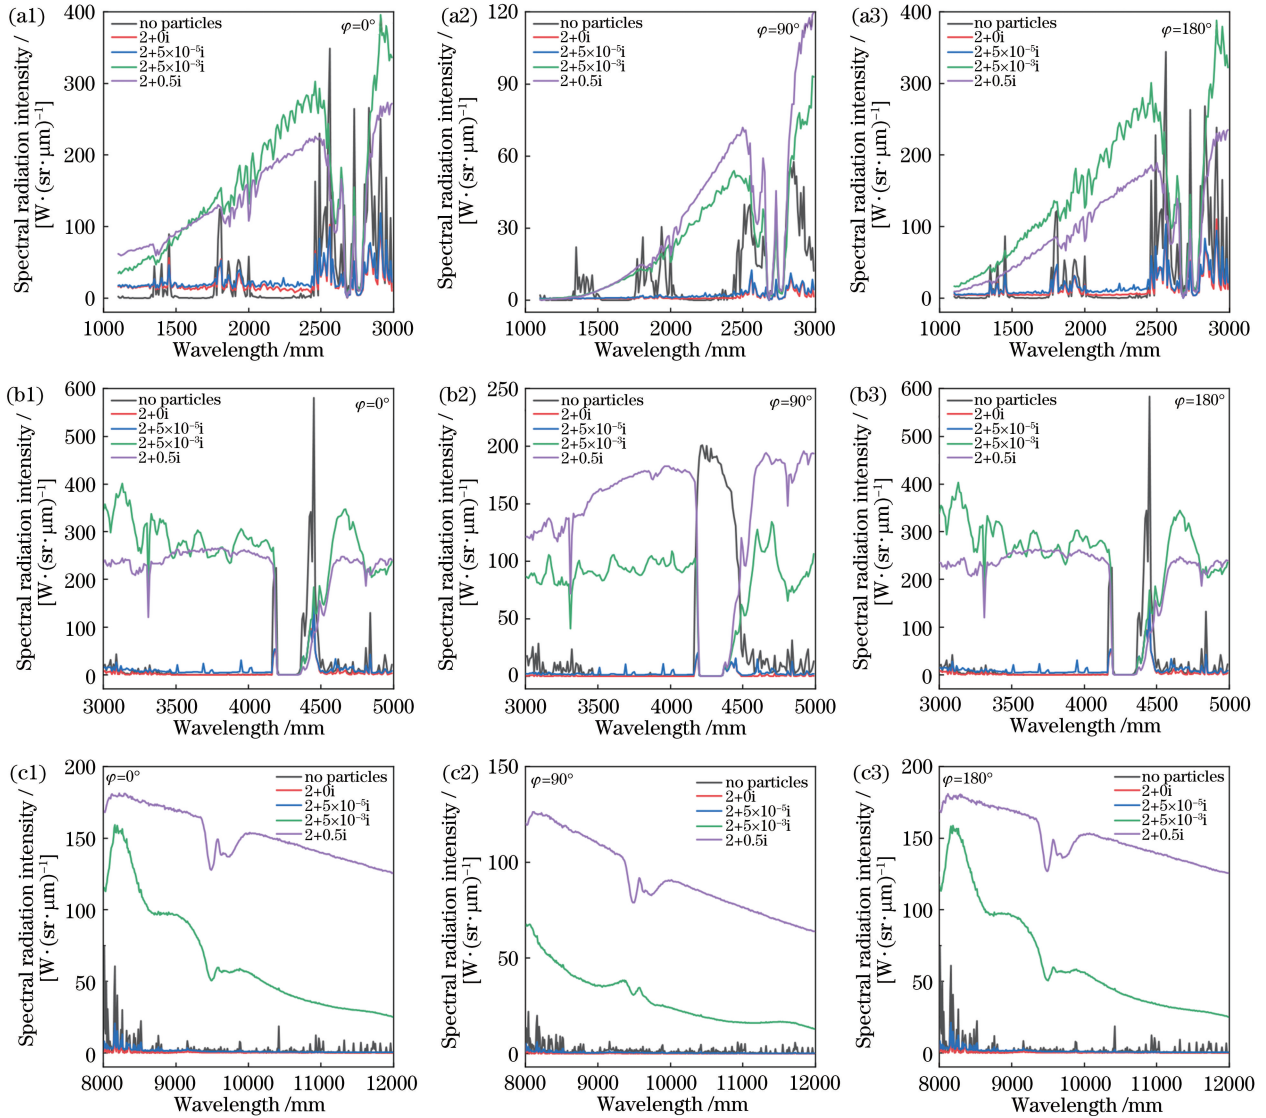 (a1)
Spectral radiation intensity /
[W·(sr·μm)⁻¹]
400
300
200
100
0
no particles
2+0i
2+5×10⁻⁵i
2+5×10⁻³i
2+0.5i
φ=0°
1000 1500 2000 2500 3000
Wavelength /mm
(a2)
Spectral radiation intensity /
[W·(sr·μm)⁻¹]
120
90
60
30
0
no particles
2+0i
2+5×10⁻⁵i
2+5×10⁻³i
2+0.5i
φ=90°
1000 1500 2000 2500 3000
Wavelength /mm
(a3)
Spectral radiation intensity /
[W·(sr·μm)⁻¹]
400
300
200
100
0
no particles
2+0i
2+5×10⁻⁵i
2+5×10⁻³i
2+0.5i
φ=180°
1000 1500 2000 2500 3000
Wavelength /mm
(b1)
Spectral radiation intensity /
[W·(sr·μm)⁻¹]
600
500
400
300
200
100
0
no particles
2+0i
2+5×10⁻⁵i
2+5×10⁻³i
2+0.5i
φ=0°
3000 3500 4000 4500 5000
Wavelength /mm
(b2)
Spectral radiation intensity /
[W·(sr·μm)⁻¹]
250
200
150
100
50
0
no particles
2+0i
2+5×10⁻⁵i
2+5×10⁻³i
2+0.5i
φ=90°
3000 3500 4000 4500 5000
Wavelength /mm
(b3)
Spectral radiation intensity /
[W·(sr·μm)⁻¹]
600
500
400
300
200
100
0
no particles
2+0i
2+5×10⁻⁵i
2+5×10⁻³i
2+0.5i
φ=180°
3000 3500 4000 4500 5000
Wavelength /mm
(c1)
Spectral radiation intensity /
[W·(sr·μm)⁻¹]
200
150
100
50
0
φ=0°
no particles
2+0i
2+5×10⁻⁵i
2+5×10⁻³i
2+0.5i
8000 9000 10000 11000 12000
Wavelength /mm
(c2)
Spectral radiation intensity /
[W·(sr·μm)⁻¹]
150
100
50
0
φ=90°
no particles
2+0i
2+5×10⁻⁵i
2+5×10⁻³i
2+0.5i
8000 9000 10000 11000 12000
Wavelength /mm
(c3)
Spectral radiation intensity /
[W·(sr·μm)⁻¹]
200
150
100
50
0
φ=180°
no particles
2+0i
2+5×10⁻⁵i
2+5×10⁻³i
2+0.5i
8000 9000 10000 11000 12000
Wavelength /mm